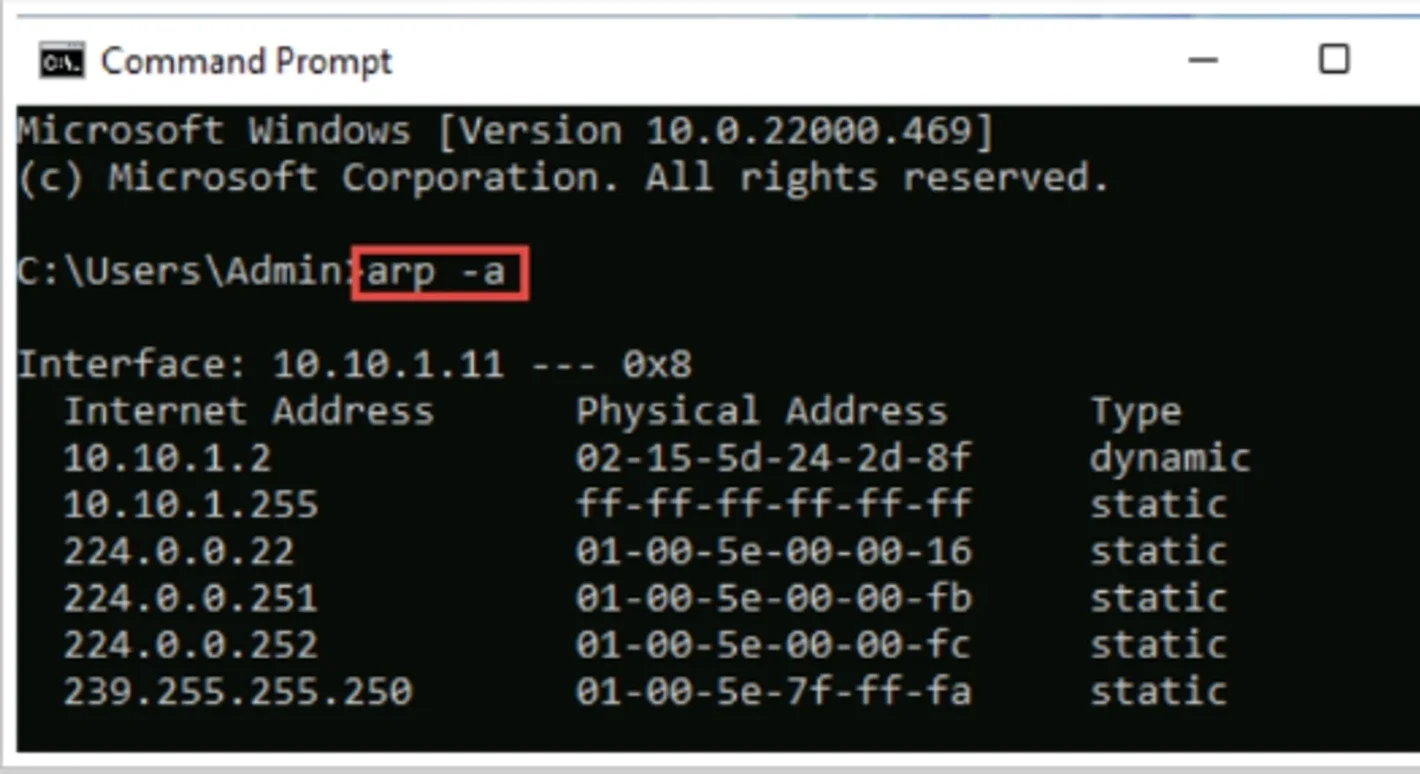 Command Prompt
Microsoft Windows [Version 10.0.22000.469]
(c) Microsoft Corporation. All rights reserved.
C:\Users\Admin>arp -a
Interface: 10.10.1.11 --- 0x8
Internet Address Physical Address Type
10.10.1.2 02-15-5d-24-2d-8f dynamic
10.10.1.255 ff-ff-ff-ff-ff-ff static
224.0.0.22 01-00-5e-00-00-16 static
224.0.0.251 01-00-5e-00-00-fb static
224.0.0.252 01-00-5e-00-00-fc static
239.255.255.250 01-00-5e-7f-ff-fa static